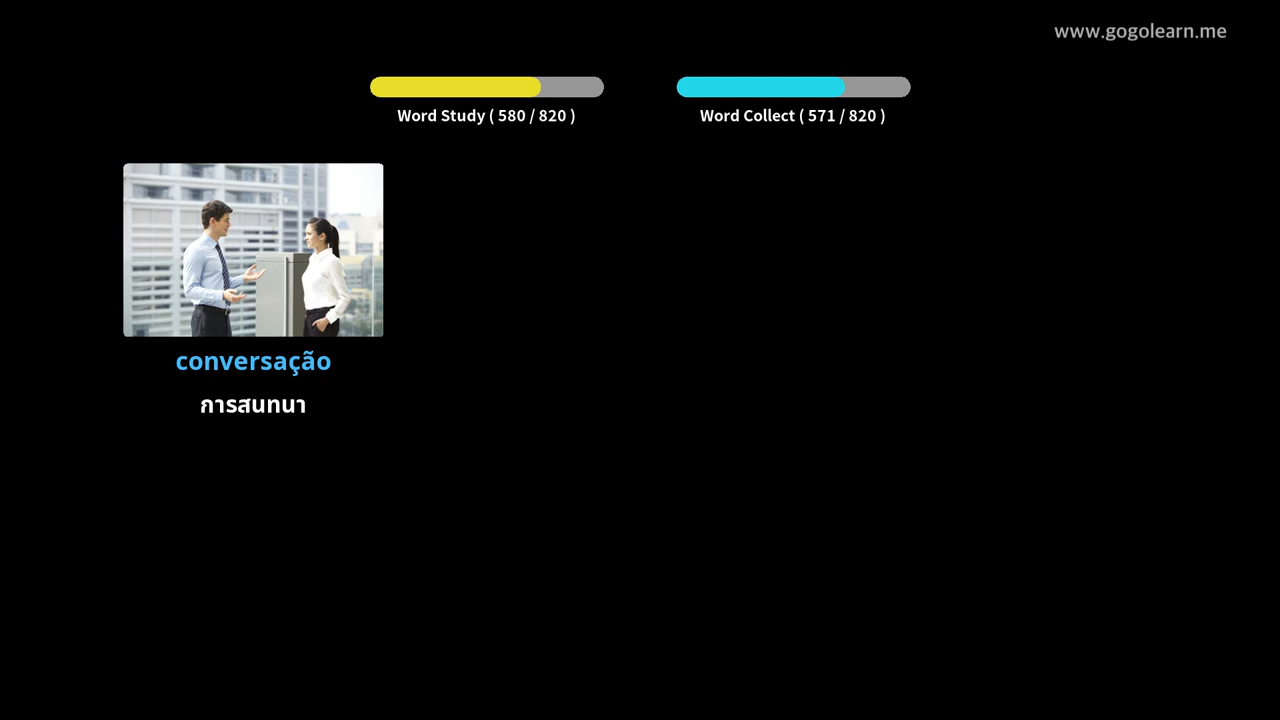 www.gogolearn.me
Word Study ( 580 / 820 )
Word Collect ( 571 / 820 )
conversação
การสนทนา